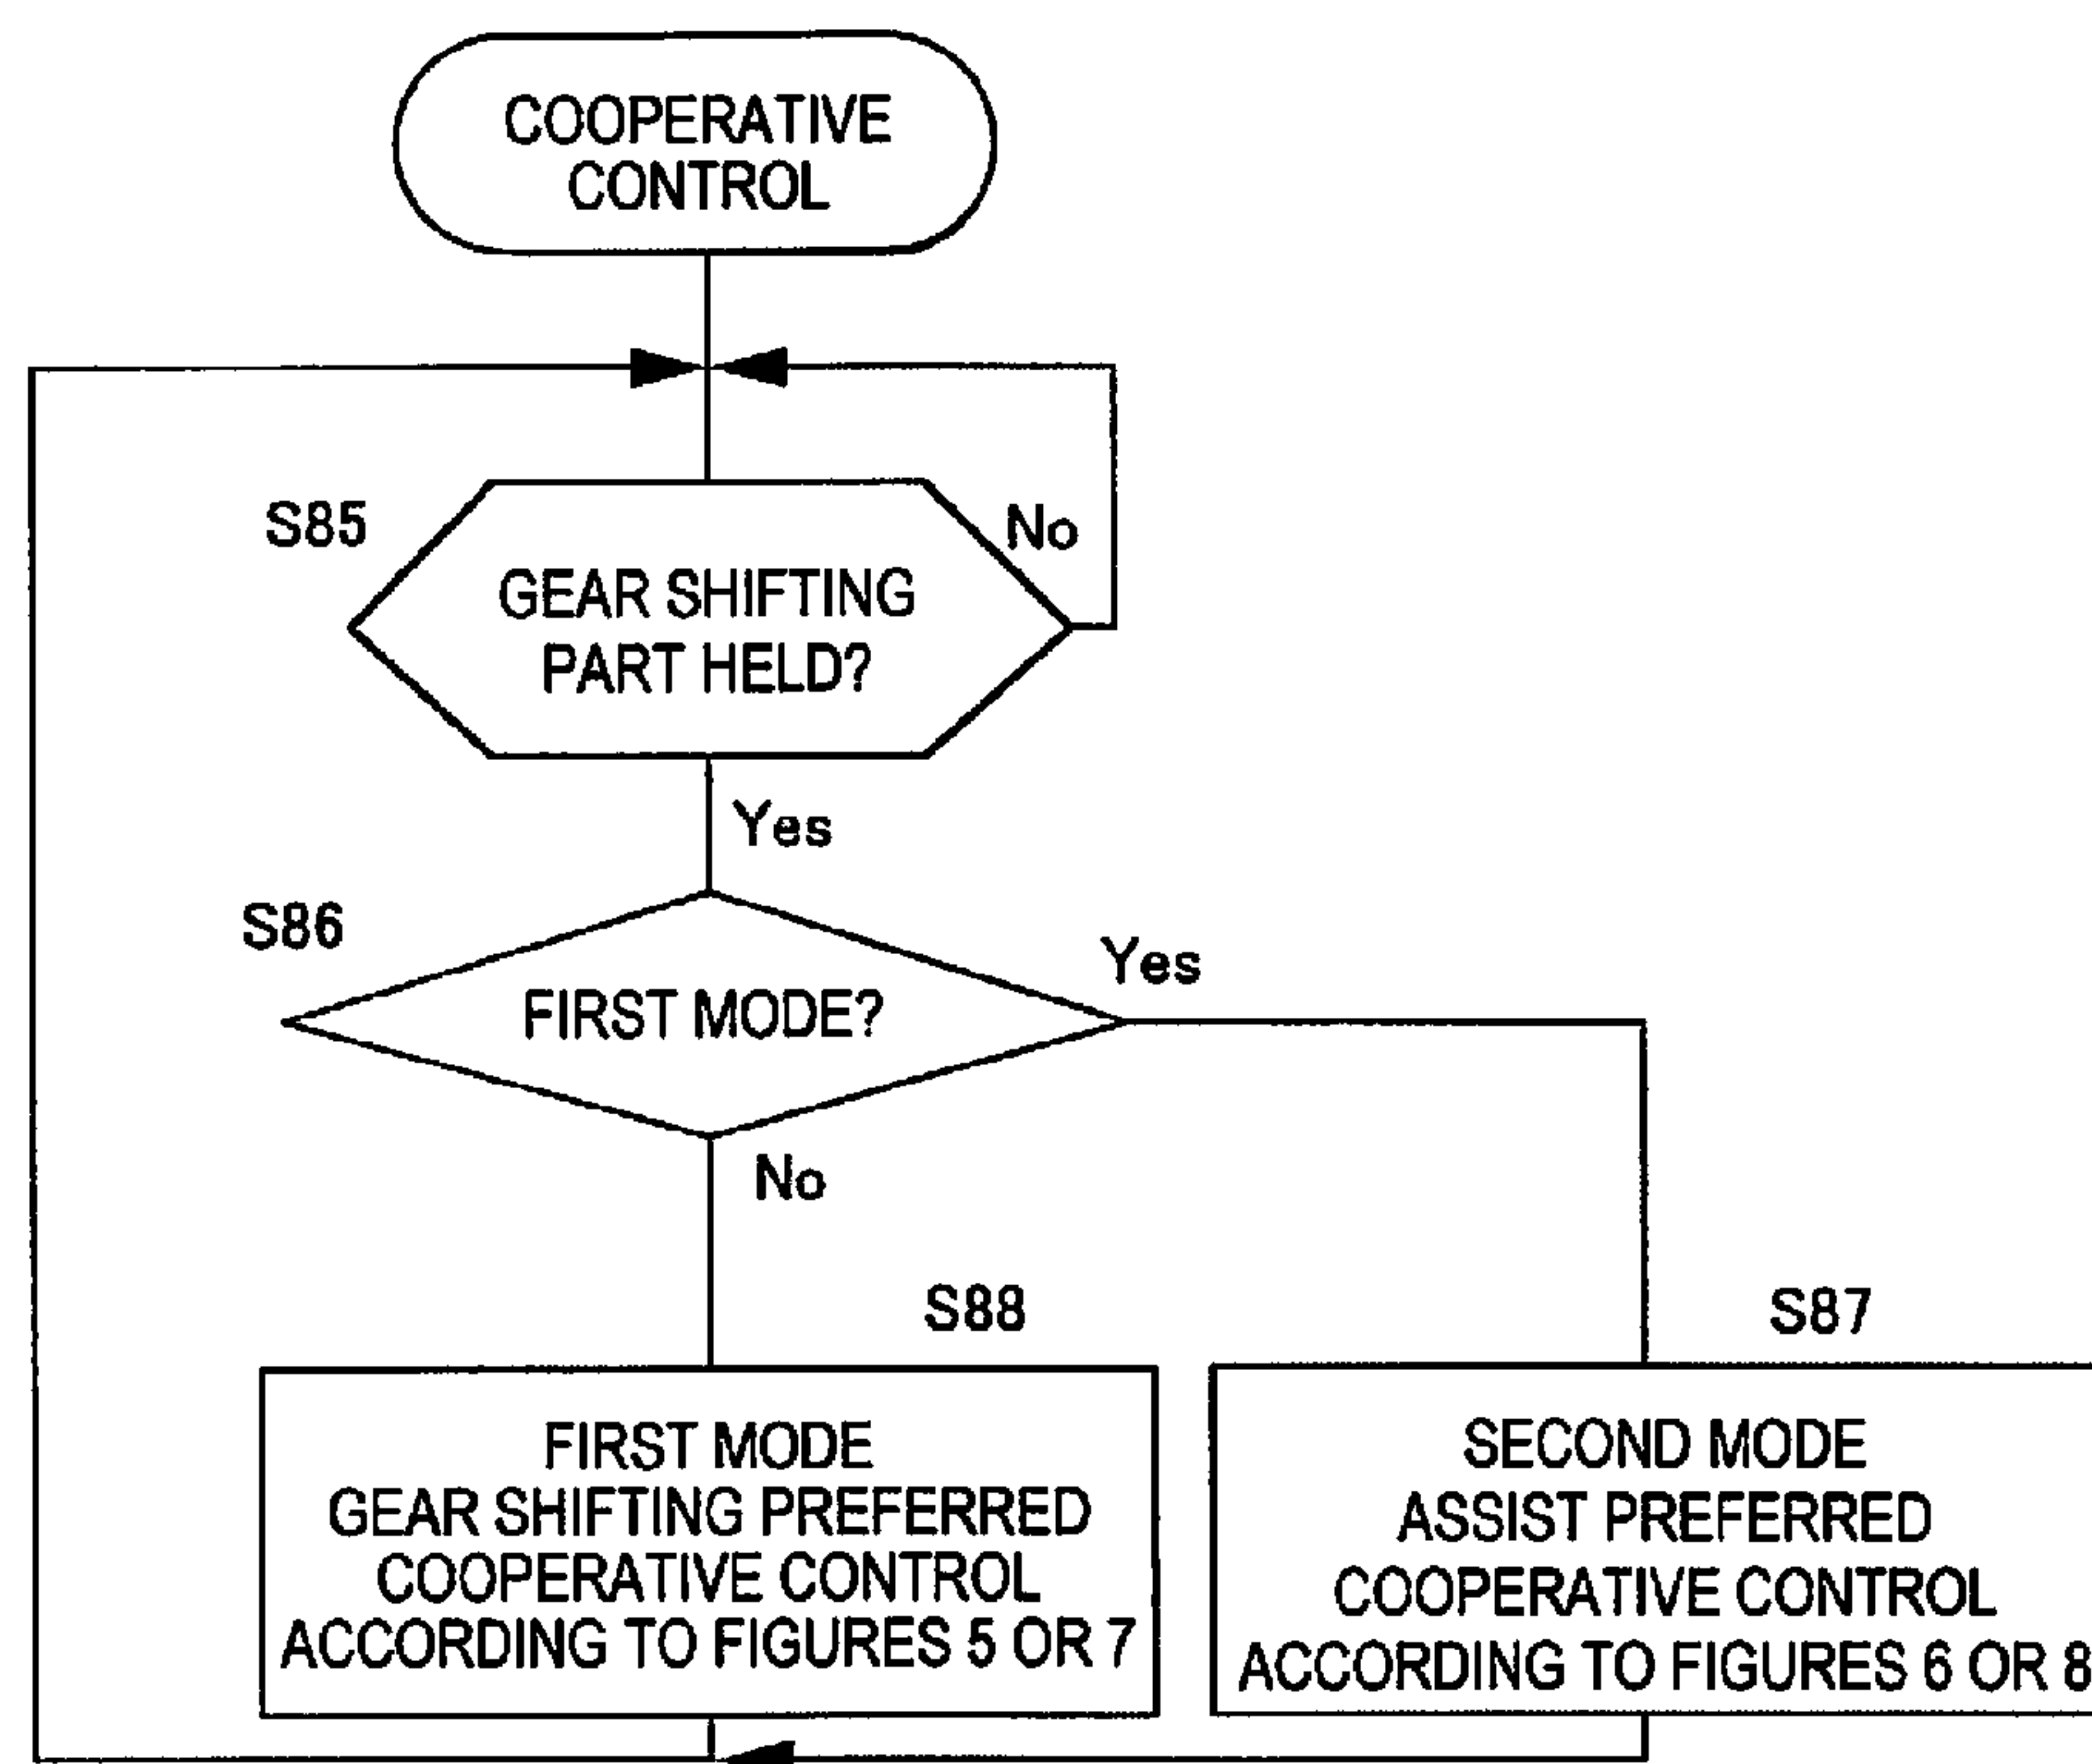 COOPERATIVE
CONTROL
S85
No
GEAR SHIFTING
PART HELD?
Yes
S86
Yes
FIRST MODE?
No
S88
S87
FIRST MODE
GEAR SHIFTING PREFERRED
COOPERATIVE CONTROL
ACCORDING TO FIGURES 5 OR 7
SECOND MODE
ASSIST PREFERRED
COOPERATIVE CONTROL
ACCORDING TO FIGURES 6 OR 8